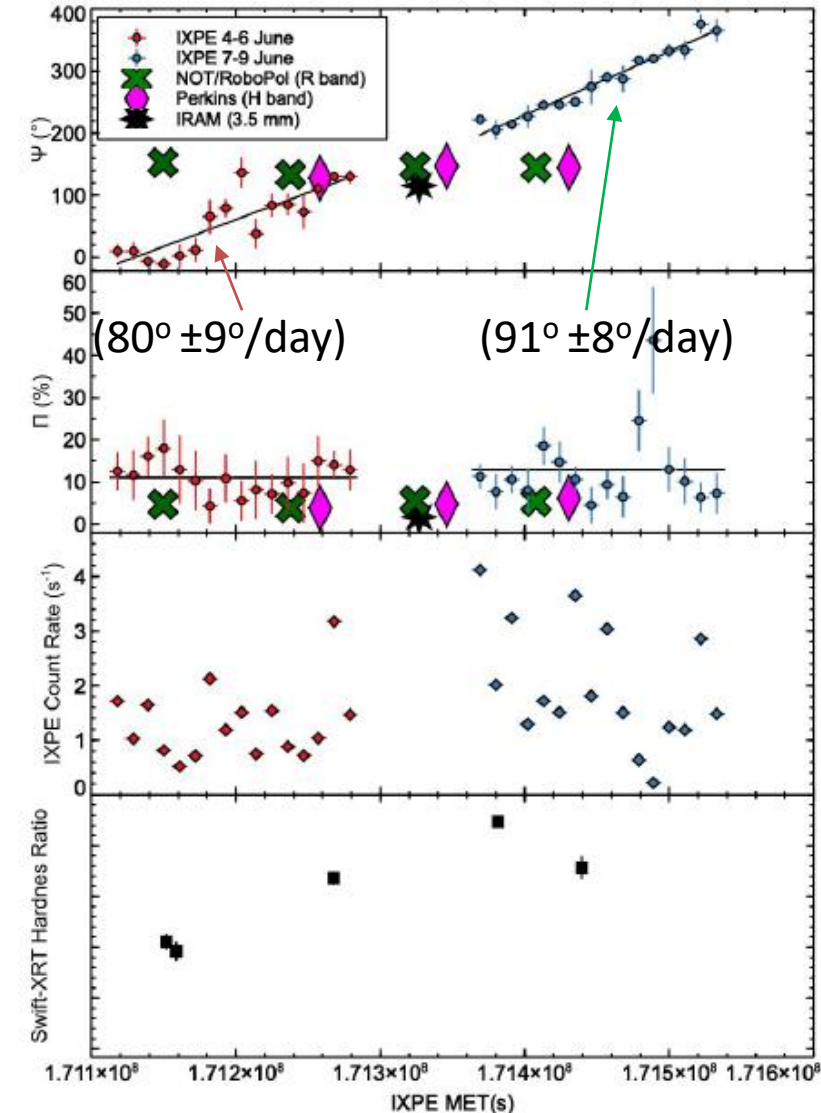 400
300
200
100
0
Ψ (°)
IXPE 4-6 June
IXPE 7-9 June
NOT/RoboPol (R band)
Perkins (H band)
IRAM (3.5 mm)
60
50
40
30
20
10
0
Π (%)
(80° ±9°/day)
(91° ±8°/day)
4
3
2
1
0
IXPE Count Rate (s⁻¹)
Swift-XRT Hardnes Ratio
1.711×10⁸
1.712×10⁸
1.713×10⁸
1.714×10⁸
1.715×10⁸
1.716×10⁸
IXPE MET(s)